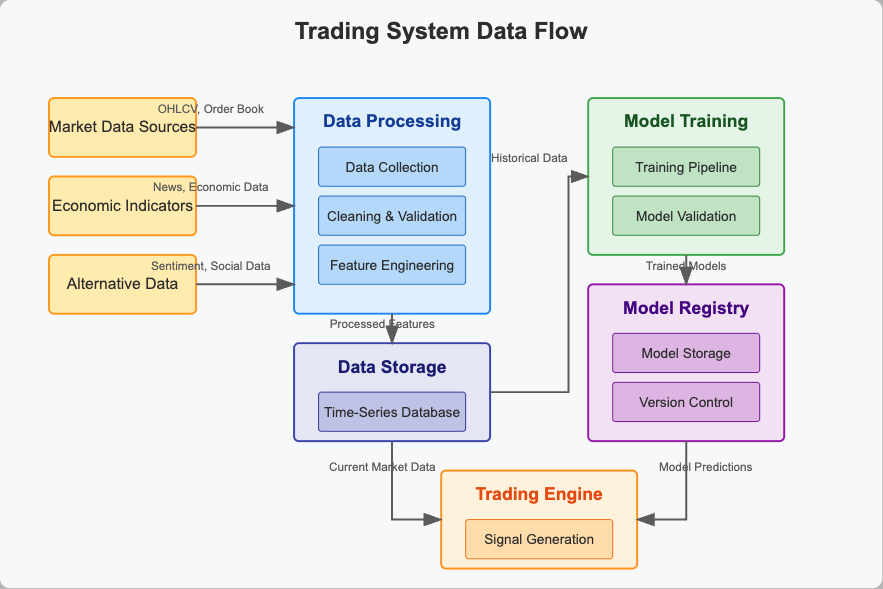 Trading System Data Flow
OHLCV, Order Book
Market Data Sources
News, Economic Data
Economic Indicators
Sentiment, Social Data
Alternative Data
Data Processing
Data Collection
Cleaning & Validation
Feature Engineering
Processed Features
Data Storage
Time-Series Database
Historical Data
Model Training
Training Pipeline
Model Validation
Trained Models
Model Registry
Model Storage
Version Control
Current Market Data
Model Predictions
Trading Engine
Signal Generation